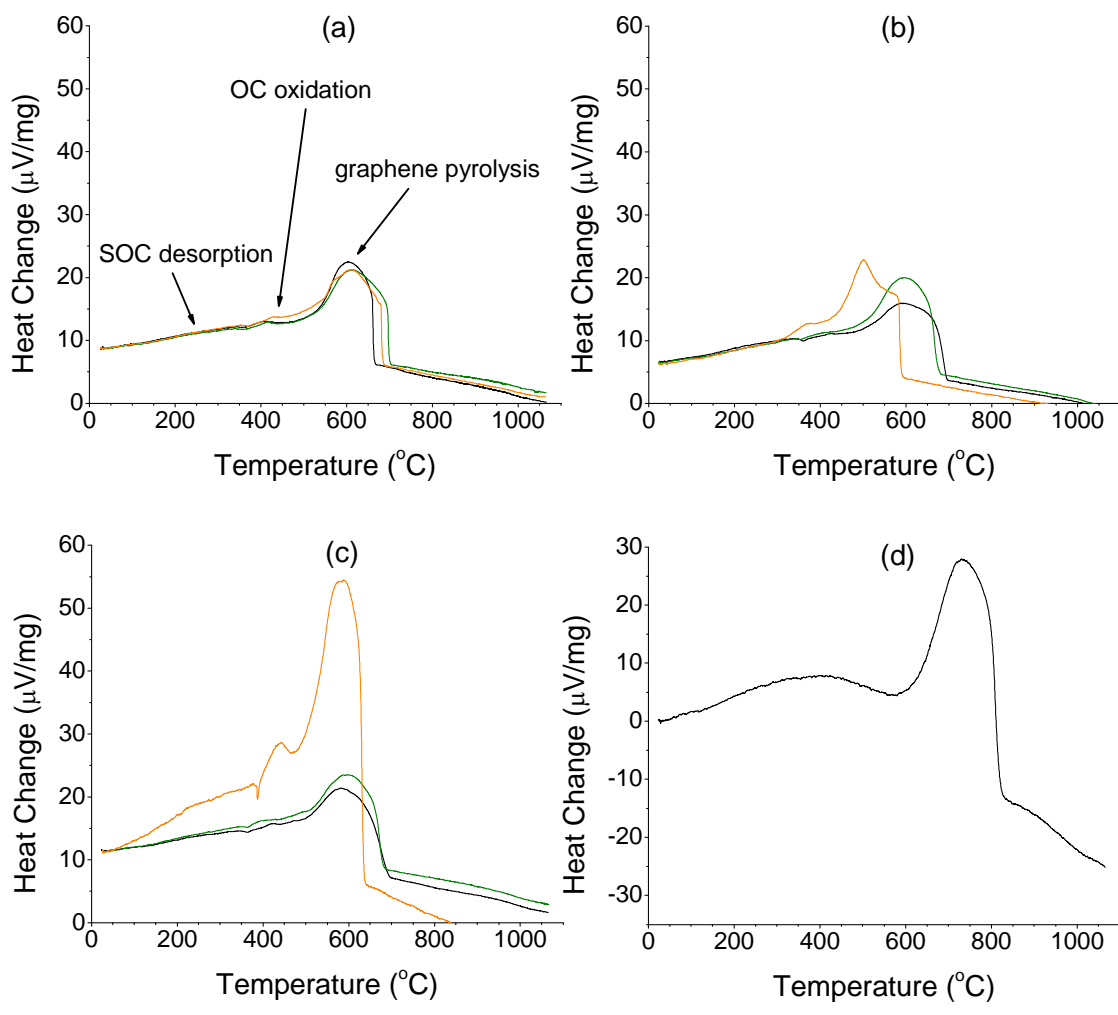 (a)
60
50
40
30
20
10
0
Heat Change (μV/mg)
OC oxidation
graphene pyrolysis
SOC desorption
0 200 400 600 800 1000
Temperature (°C)
(b)
60
50
40
30
20
10
0
Heat Change (μV/mg)
0 200 400 600 800 1000
Temperature (°C)
(c)
60
50
40
30
20
10
0
Heat Change (μV/mg)
0 200 400 600 800 1000
Temperature (°C)
(d)
30
20
10
0
-10
-20
-30
Heat Change (μV/mg)
0 200 400 600 800 1000
Temperature (°C)